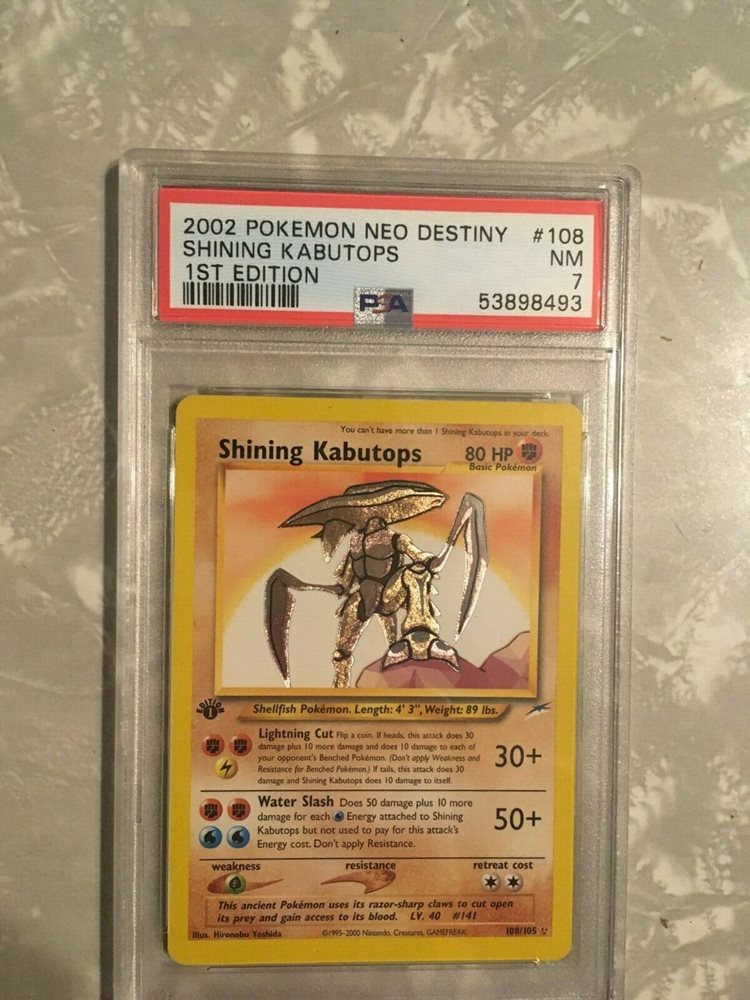 2002 POKEMON NEO DESTINY #108
SHINING KABUTOPS NM
1ST EDITION 7
PSA 53898493
You can't have more than 1 Shining Kabutops in your deck.
Shining Kabutops 80 HP
Basic Pokémon
EDITION
1
Shellfish Pokémon. Length: 4' 3", Weight: 89 lbs.
Lightning Cut Flip a coin. If heads, this attack does 30
damage plus 10 more damage and does 10 damage to each of
your opponent's Benched Pokémon. (Don't apply Weakness and
Resistance for Benched Pokémon.) If tails, this attack does 30
damage and Shining Kabutops does 10 damage to itself.
30+
Water Slash Does 50 damage plus 10 more
damage for each Energy attached to Shining
Kabutops but not used to pay for this attack's
Energy cost. Don't apply Resistance.
50+
weakness resistance retreat cost
This ancient Pokémon uses its razor-sharp claws to cut open
its prey and gain access to its blood. LV. 40 #141
Illus. Hironobu Yoshida ©1995-2000 Nintendo, Creatures, GAMEFREAK. 108/105